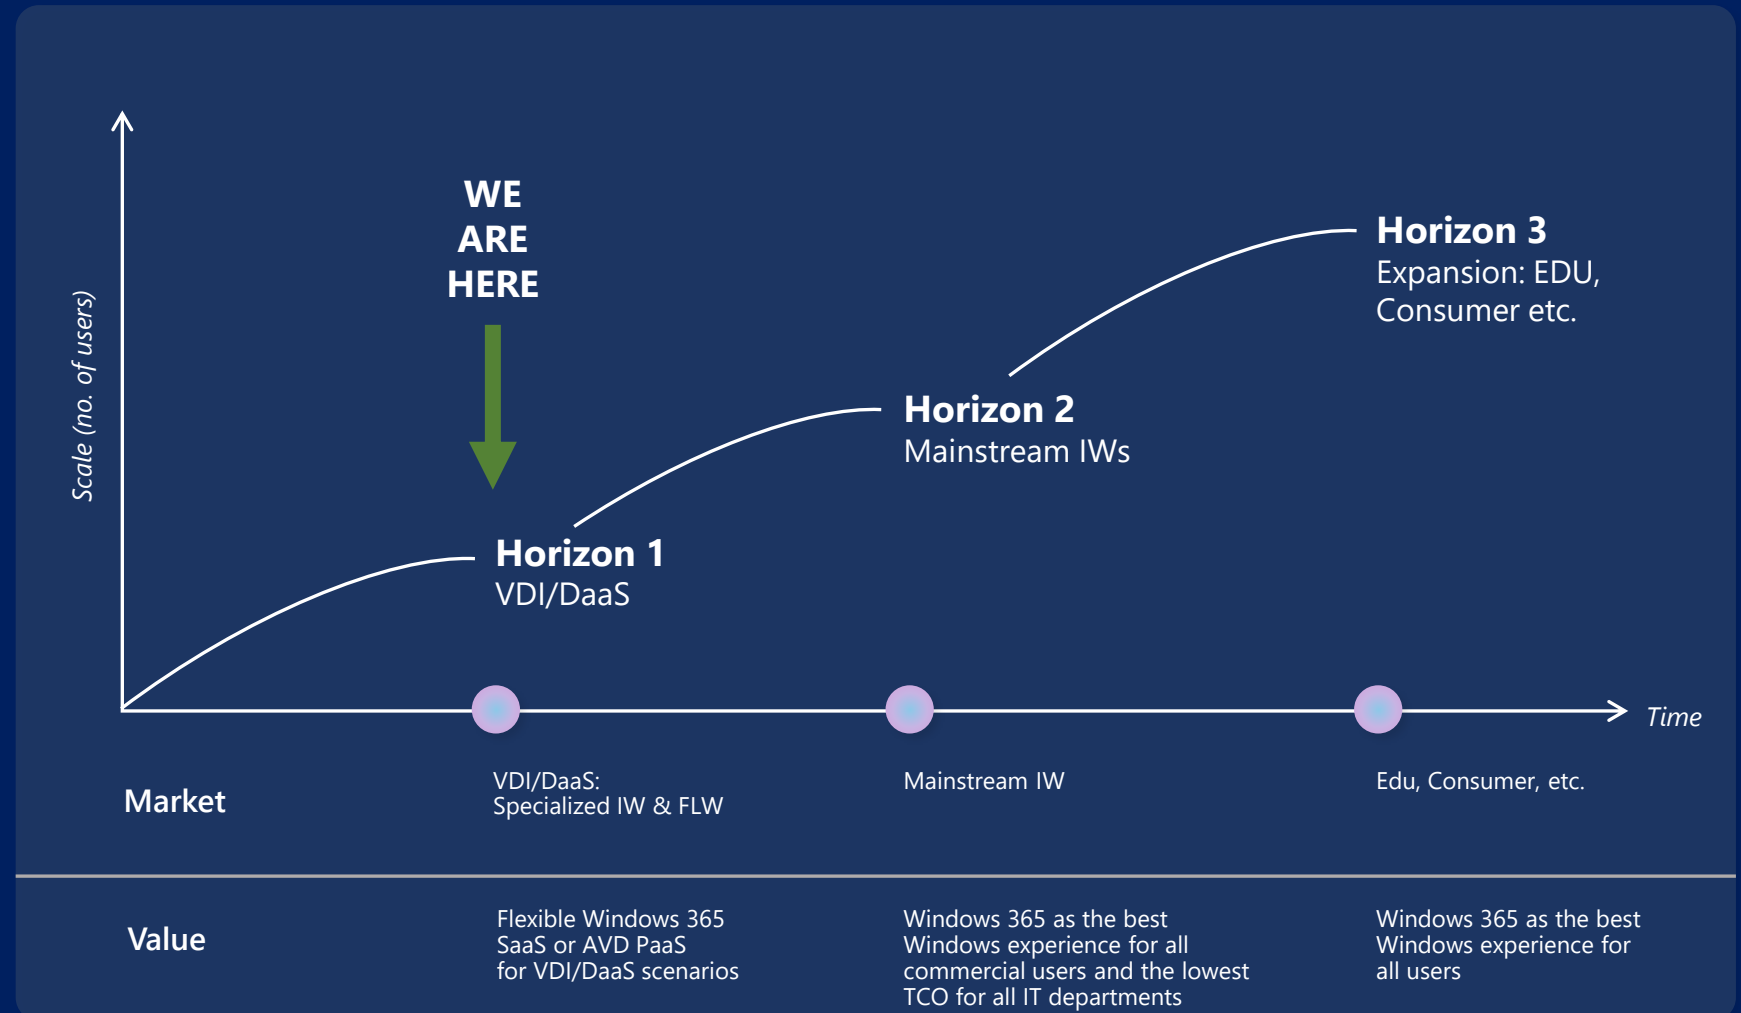 WE
ARE
HERE
Scale (no. of users)
Horizon 1
VDI/DaaS
Horizon 2
Mainstream IWs
Horizon 3
Expansion: EDU,
Consumer etc.
Time
Market
VDI/DaaS:
Specialized IW & FLW
Mainstream IW
Edu, Consumer, etc.
Value
Flexible Windows 365
SaaS or AVD PaaS
for VDI/DaaS scenarios
Windows 365 as the best
Windows experience for all
commercial users and the lowest
TCO for all IT departments
Windows 365 as the best
Windows experience for
all users